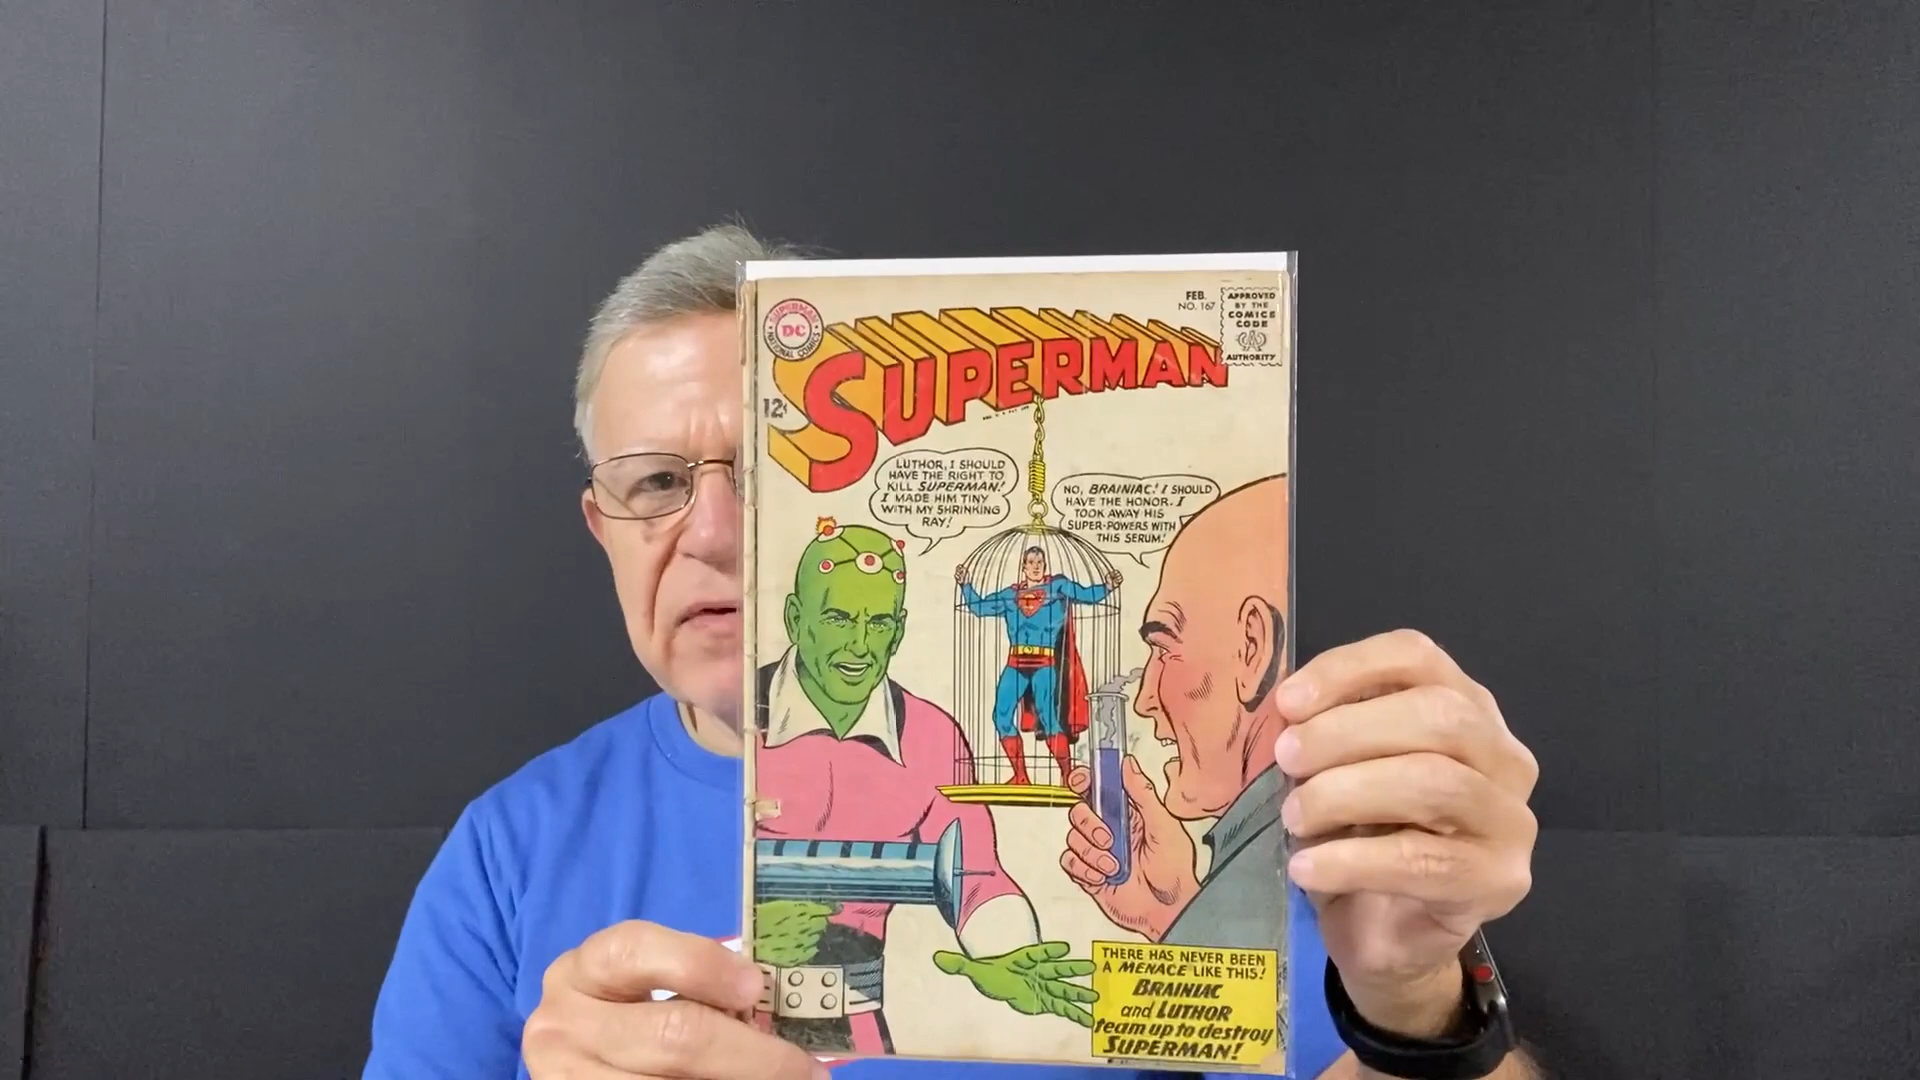 FEB.
NO. 167
APPROVED
BY THE
COMICS
CODE
AUTHORITY
SUPERMAN
DC
NATIONAL COMICS
SUPERMAN
12¢
LUTHOR, I SHOULD
HAVE THE RIGHT TO
KILL SUPERMAN!
I MADE HIM TINY
WITH MY SHRINKING
RAY!
NO, BRAINIAC! I SHOULD
HAVE THE HONOR. I
TOOK AWAY HIS
SUPER-POWERS WITH
THIS SERUM!
THERE HAS NEVER BEEN
A MENACE LIKE THIS!
BRAINIAC
and LUTHOR
team up to destroy
SUPERMAN!